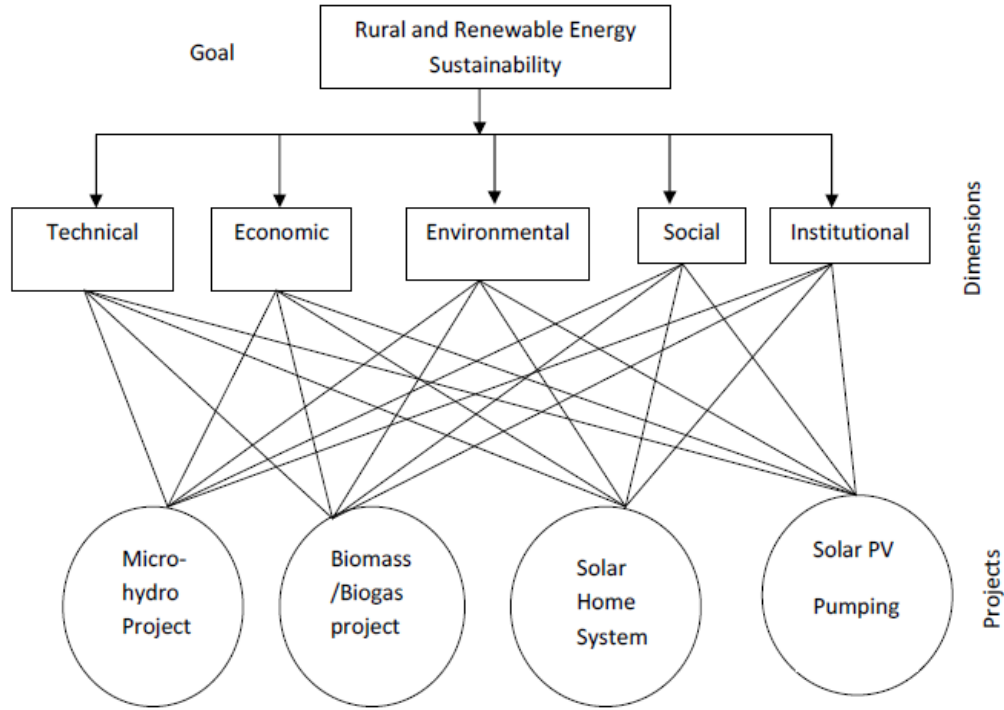 Goal
Rural and Renewable Energy
Sustainability
Technical
Economic
Environmental
Social
Institutional
Dimensions
Micro-
hydro
Project
Biomass
/Biogas
project
Solar
Home
System
Solar PV
Pumping
Projects